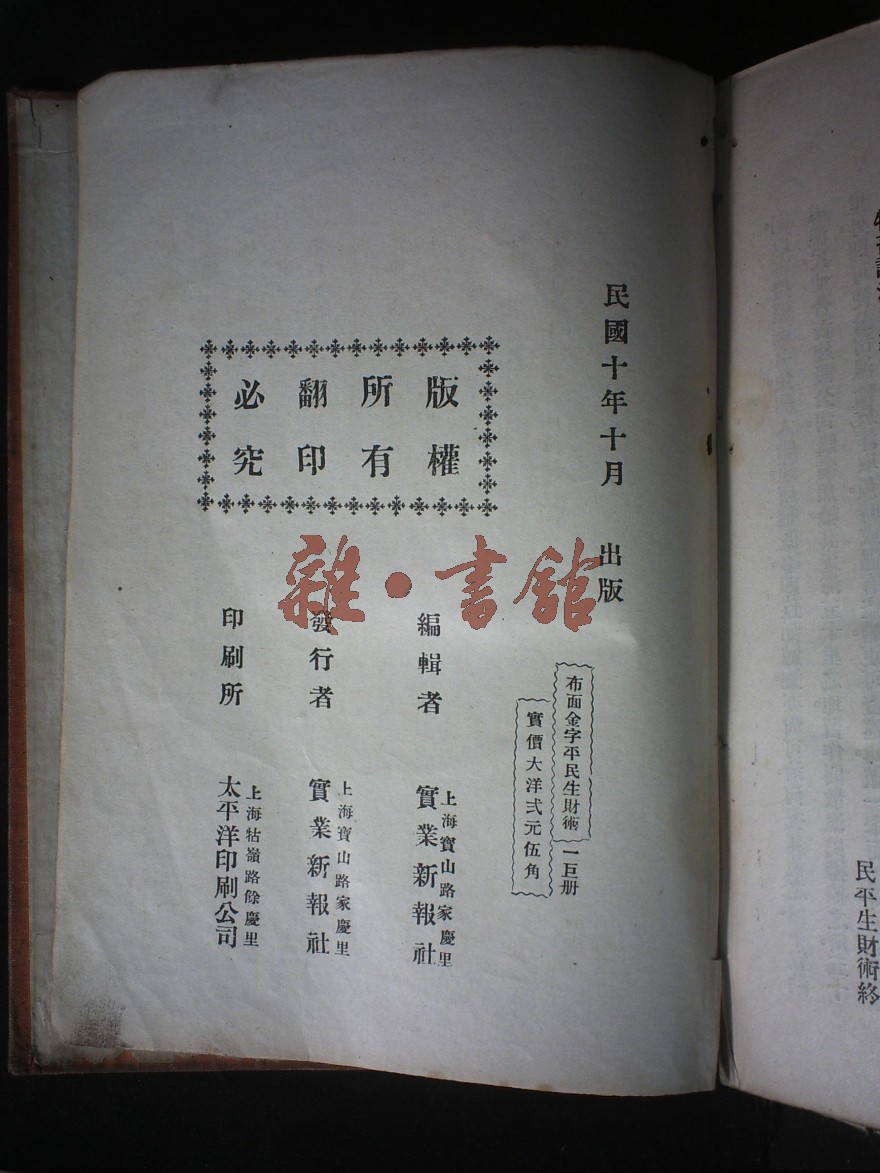 民國十年十月 出版
布面金字平民生財術 一巨册
實價大洋弍元伍角
版權
所有
翻印
必究
編輯者
上海寶山路家慶里
實業新報社
發行者
上海寶山路家慶里
實業新報社
印刷所
上海牯嶺路餘慶里
太平洋印刷公司
雜·書館
民平生財術終